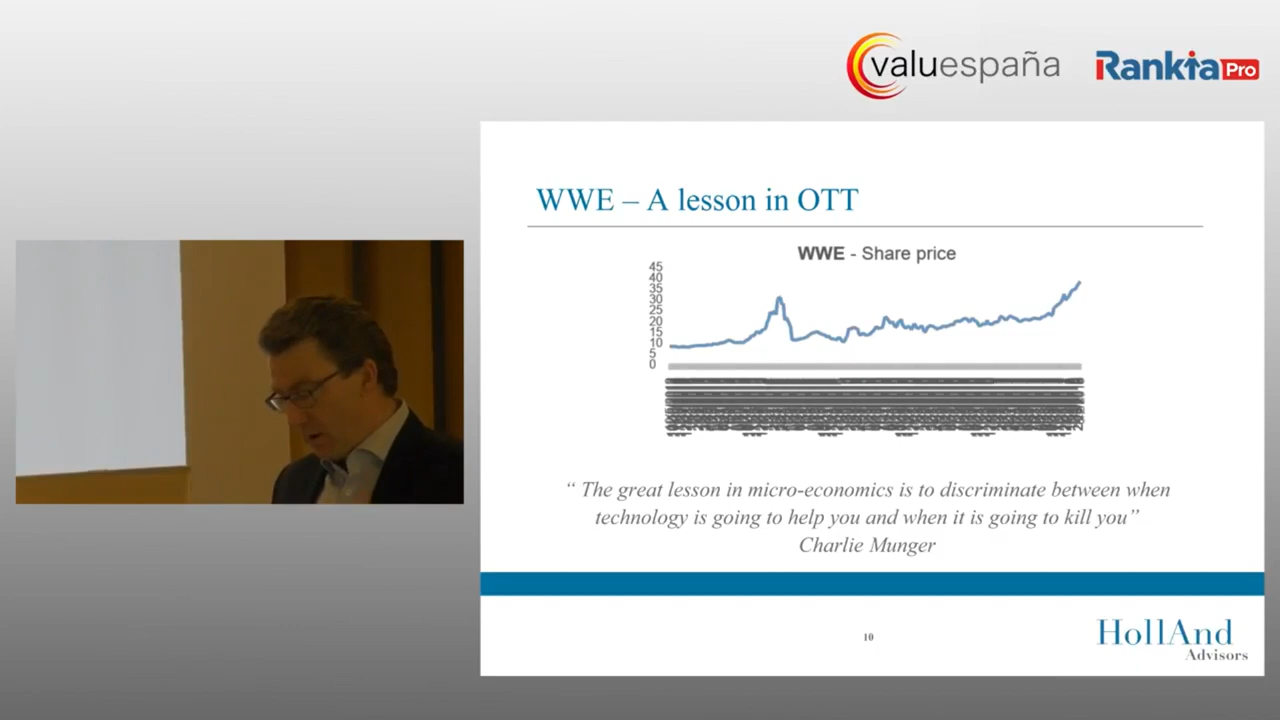 valuespaña
Rankia Pro
WWE – A lesson in OTT
WWE - Share price
45
40
35
30
25
20
15
10
5
0
“ The great lesson in micro-economics is to discriminate between when
technology is going to help you and when it is going to kill you”
Charlie Munger
10
HollAnd
Advisors